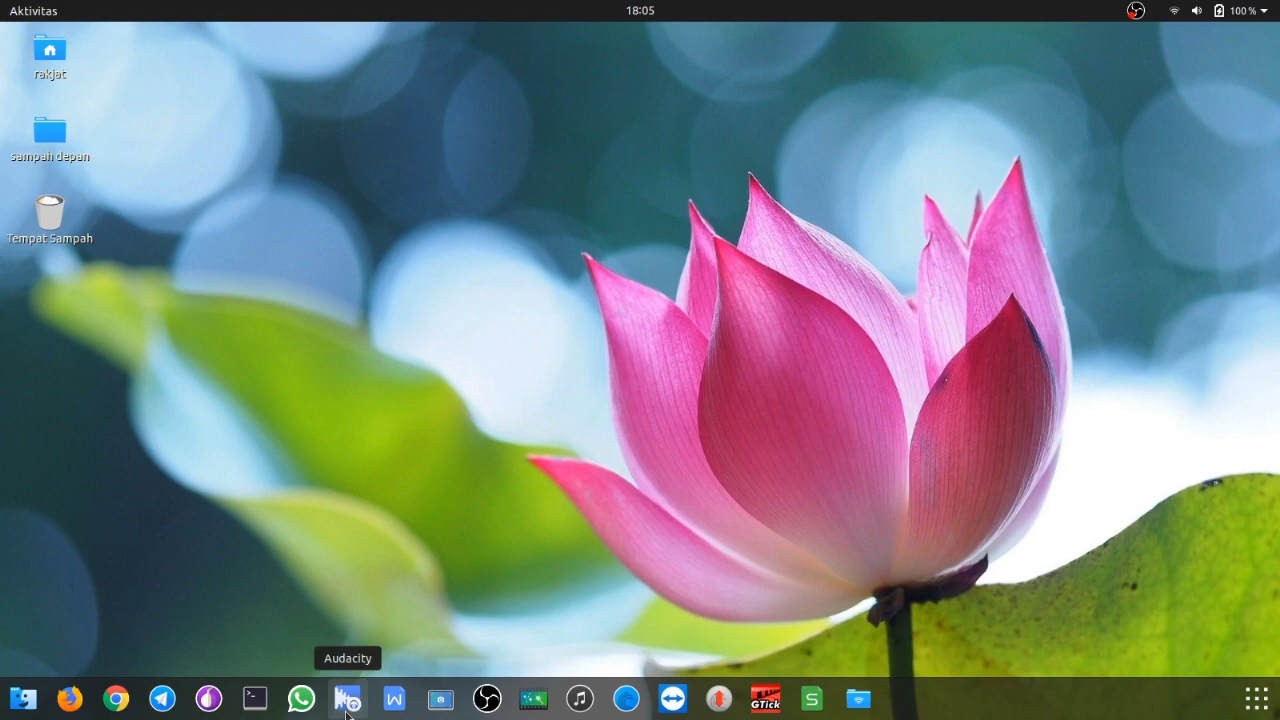 Aktivitas
18:05
100 %
rakjat
sampah depan
Tempat Sampah
Audacity
W
GTick
S